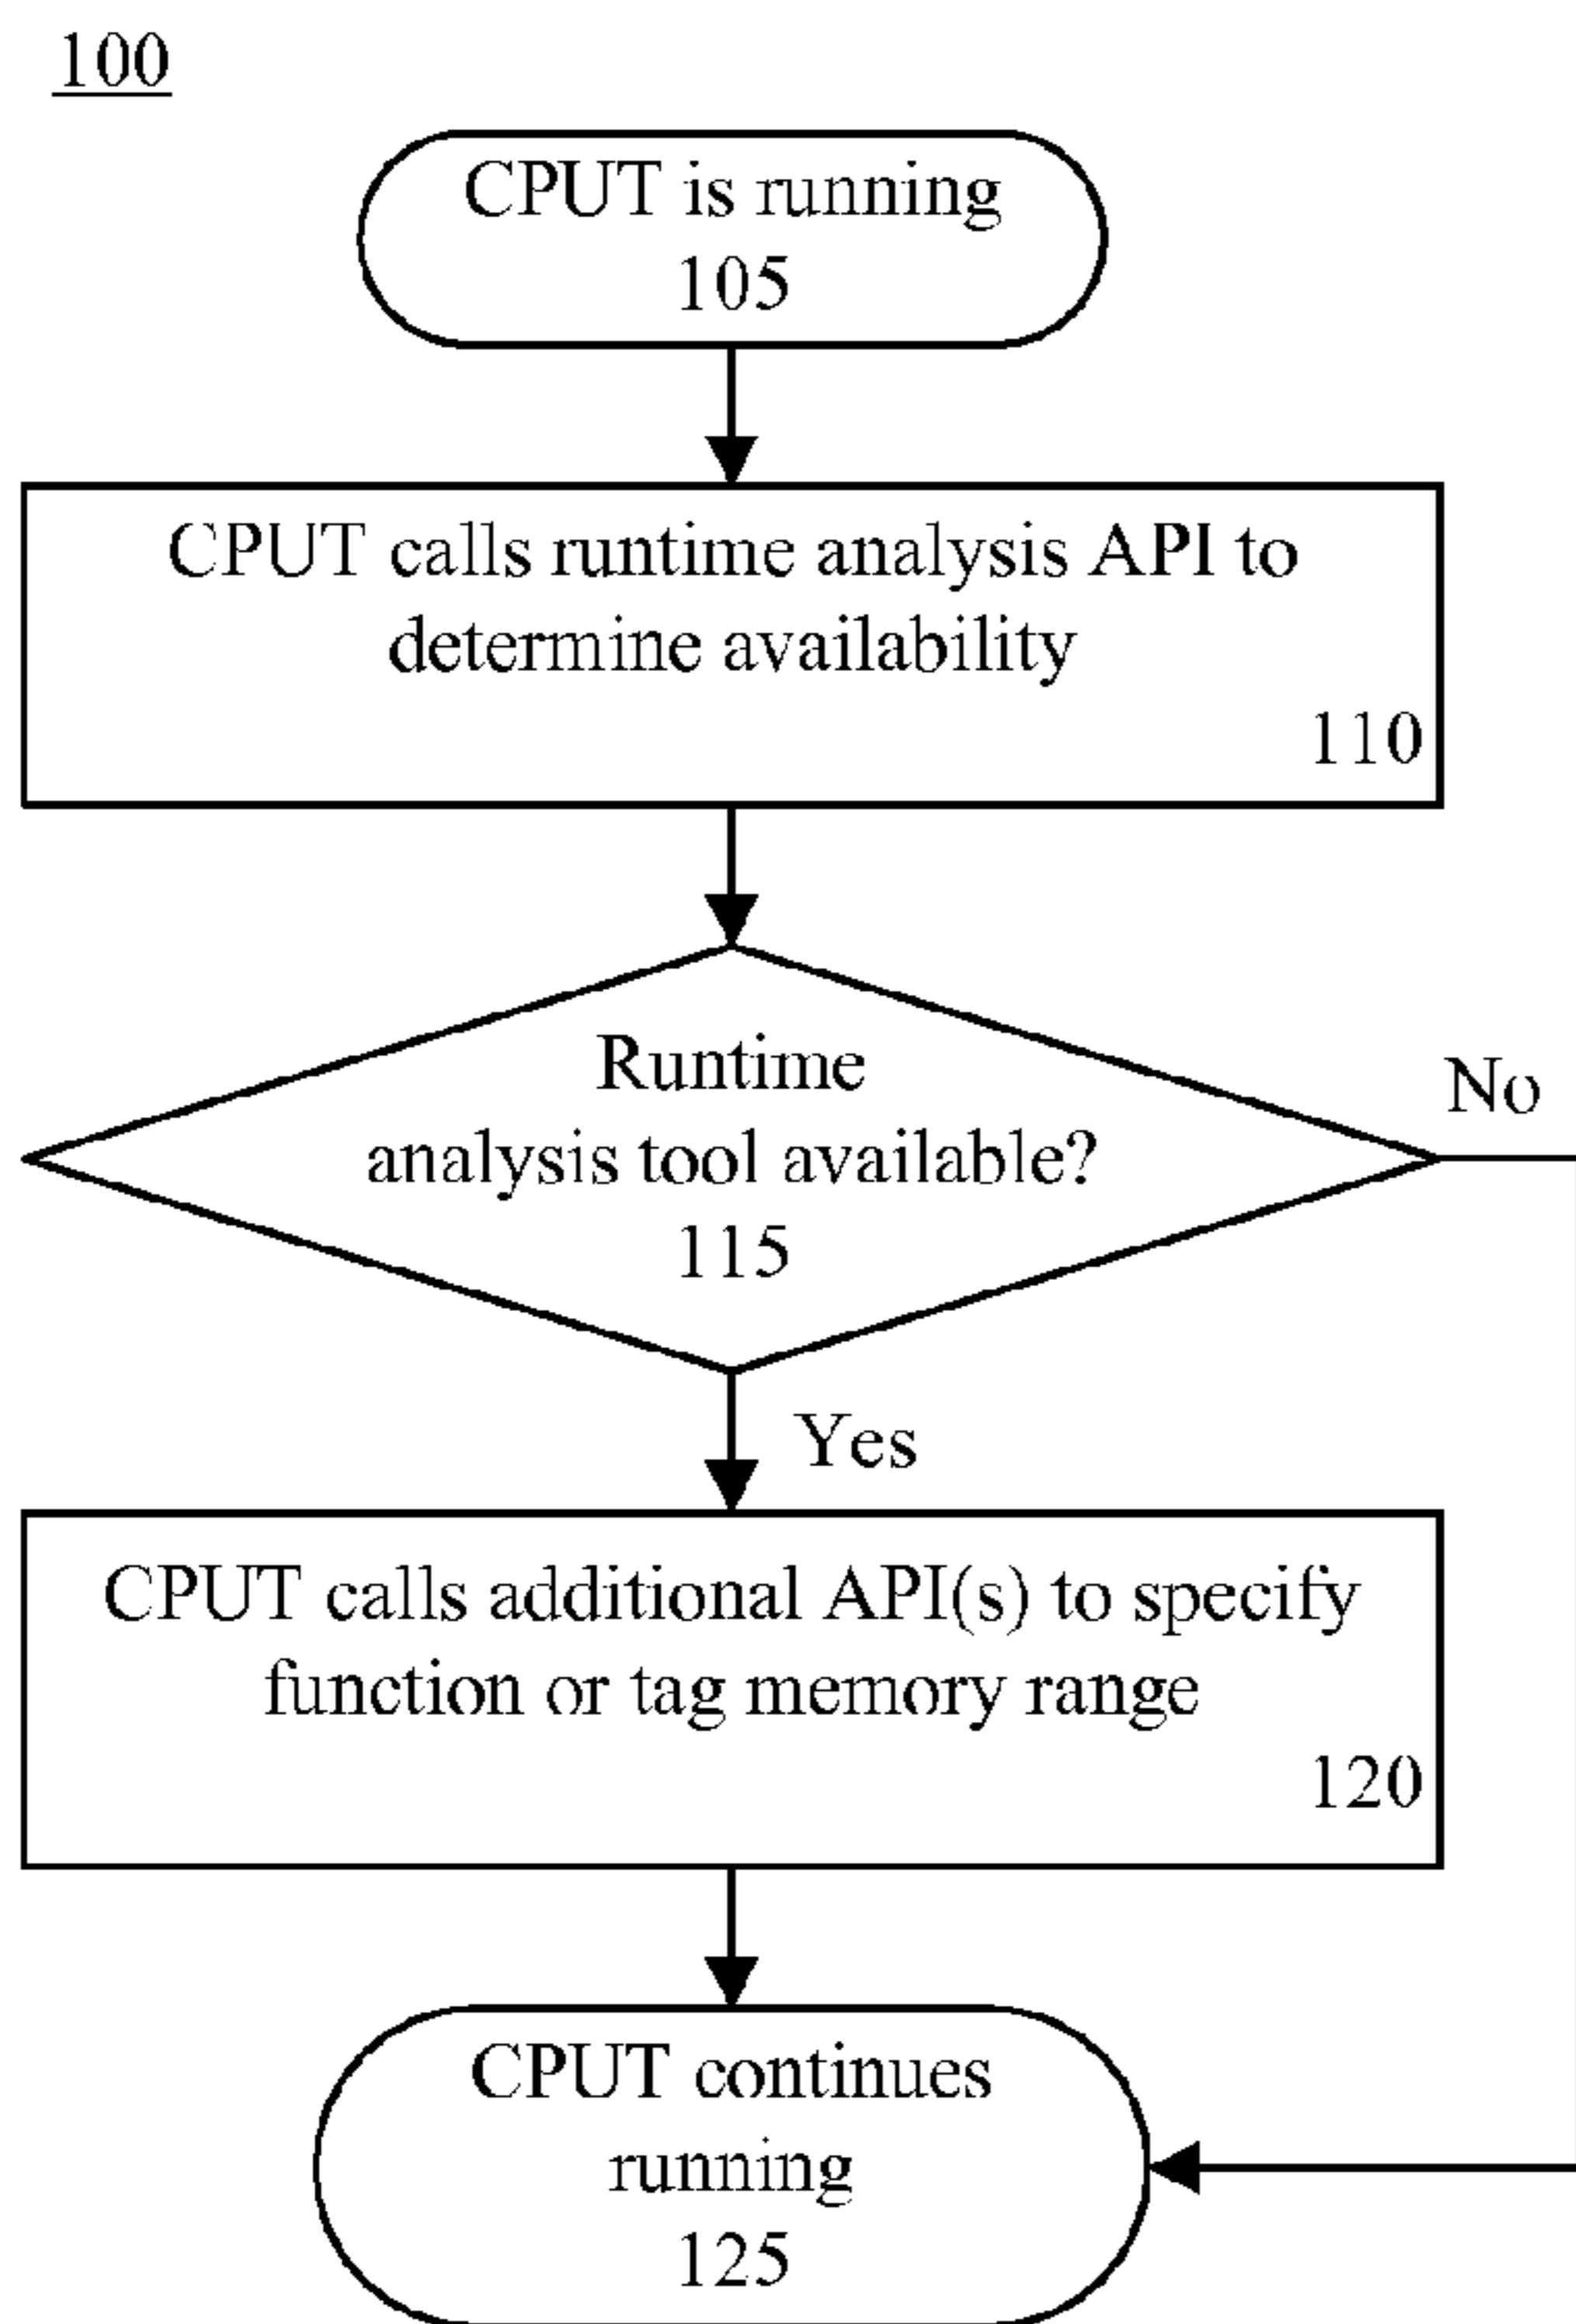 100
CPUT is running
105
CPUT calls runtime analysis API to
determine availability
110
Runtime
analysis tool available?
115
No
Yes
CPUT calls additional API(s) to specify
function or tag memory range
120
CPUT continues
running
125